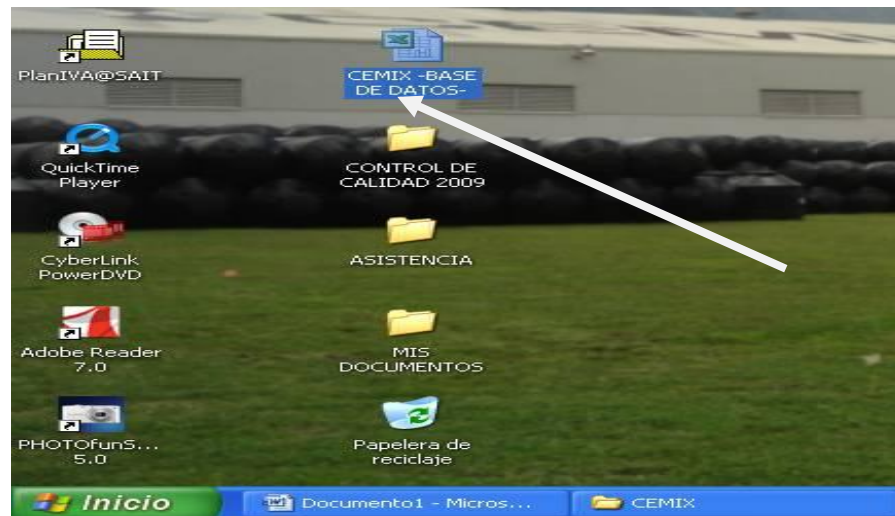 PlanIVA@SAIT
CEMIX -BASE
DE DATOS-
QuickTime
Player
CONTROL DE
CALIDAD 2009
CyberLink
PowerDVD
ASISTENCIA
Adobe Reader
7.0
MIS
DOCUMENTOS
PHOTOfunS...
5.0
Papelera de
reciclaje
Inicio
Documento1 - Micros...
CEMIX